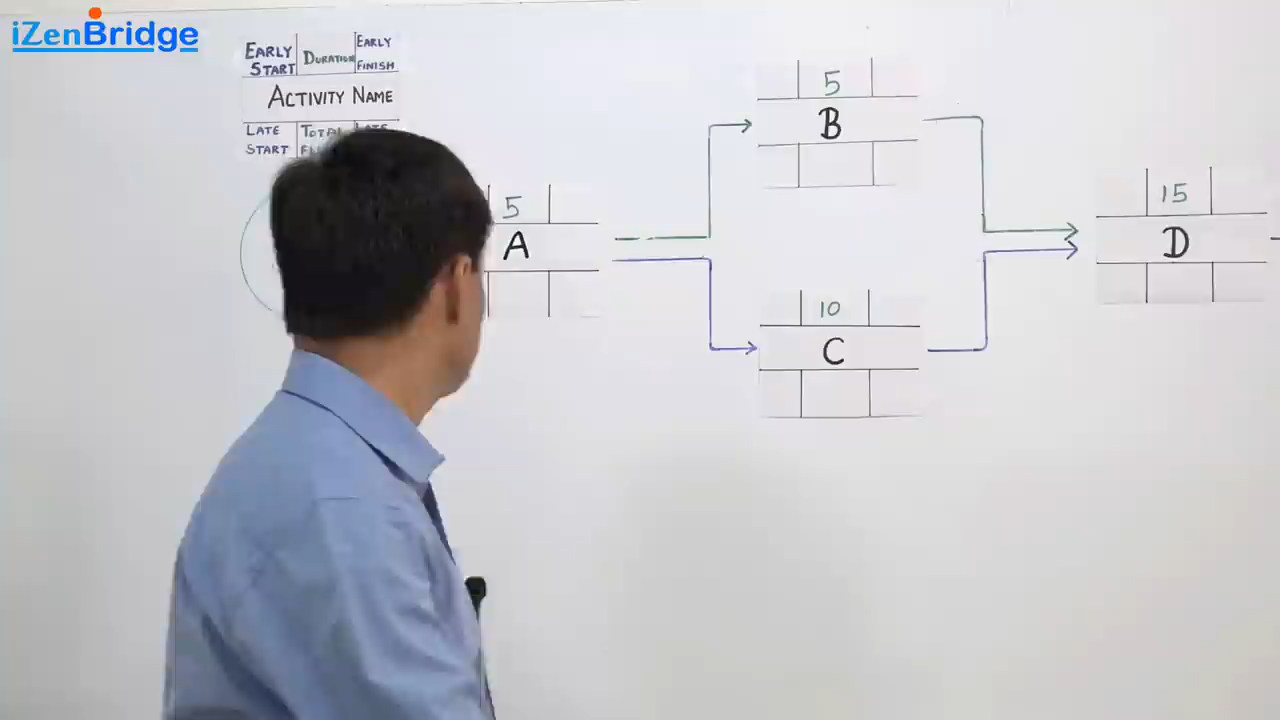 iZenBridge
EARLY START DURATION EARLY FINISH
ACTIVITY NAME
LATE START TOTAL
5
A
5
B
10
C
15
D